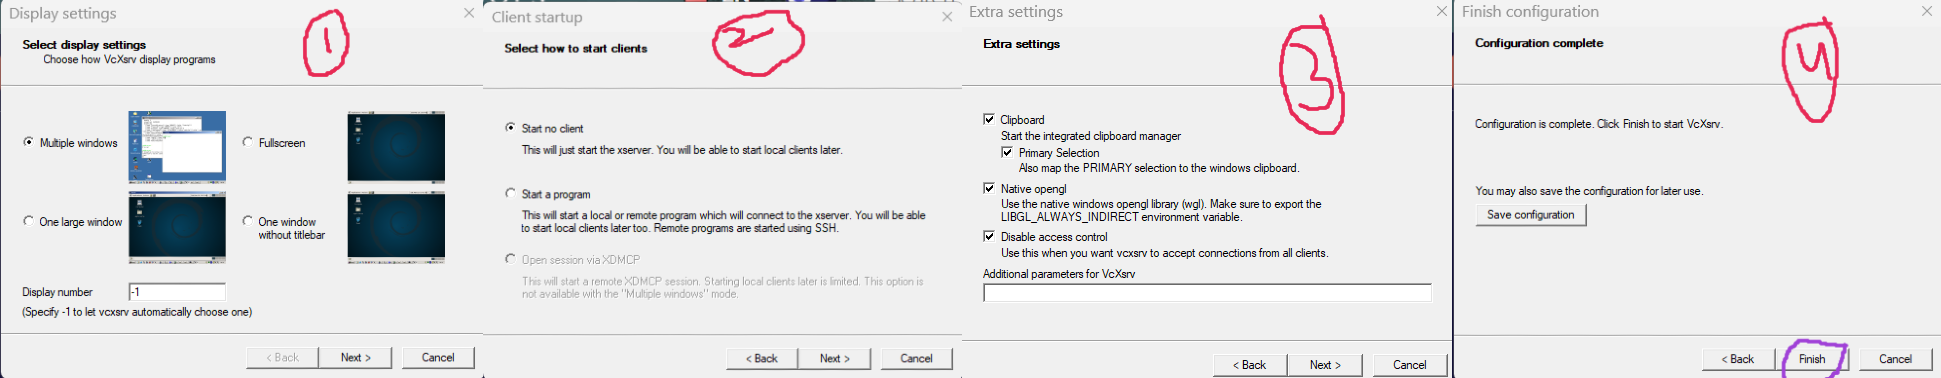 Display settings
1
Select display settings
Choose how VcXsrv display programs
Multiple windows
Fullscreen
One large window
One window
without titlebar
Display number
-1
(Specify -1 to let vcxsrv automatically choose one)
< Back
Next >
Cancel
Client startup
2
Select how to start clients
Start no client
This will just start the xserver. You will be able to start local clients later.
Start a program
This will start a local or remote program which will connect to the xserver. You will be able
to start local clients later too. Remote programs are started using SSH.
Open session via XDMCP
This will start a remote XDMCP session. Starting local clients later is limited. This option is
not available with the "Multiple windows" mode.
< Back
Next >
Cancel
Extra settings
3
Extra settings
Clipboard
Start the integrated clipboard manager
Primary Selection
Also map the PRIMARY selection to the windows clipboard.
Native opengl
Use the native windows opengl library (wgl). Make sure to export the
LIBGL_ALWAYS_INDIRECT environment variable.
Disable access control
Use this when you want vcxsrv to accept connections from all clients.
Additional parameters for VcXsrv
< Back
Next >
Cancel
Finish configuration
4
Configuration complete
Configuration is complete. Click Finish to start VcXsrv.
You may also save the configuration for later use.
Save configuration
< Back
Finish
Cancel